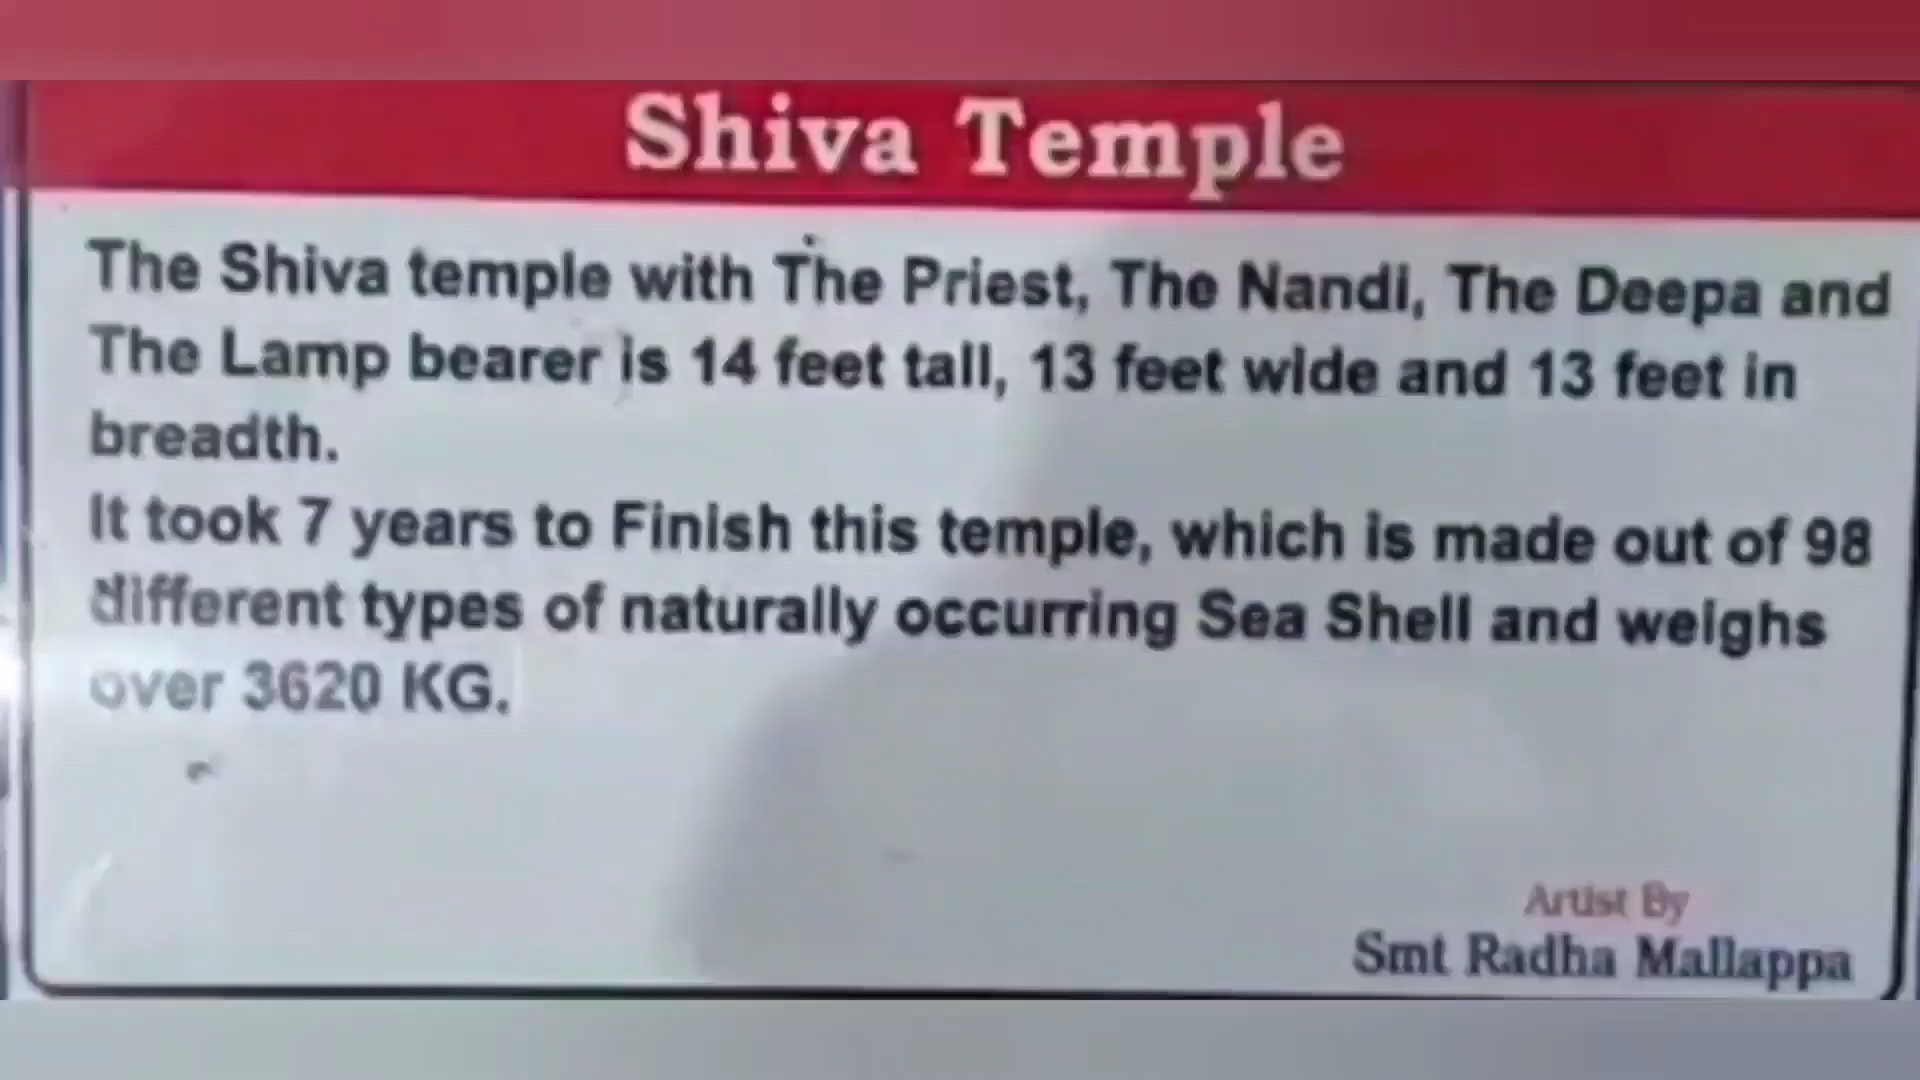 Shiva Temple
The Shiva temple with The Priest, The Nandi, The Deepa and
The Lamp bearer is 14 feet tall, 13 feet wide and 13 feet in
breadth.
It took 7 years to Finish this temple, which is made out of 98
different types of naturally occurring Sea Shell and weighs
over 3620 KG.
Artist By
Smt Radha Mallappa